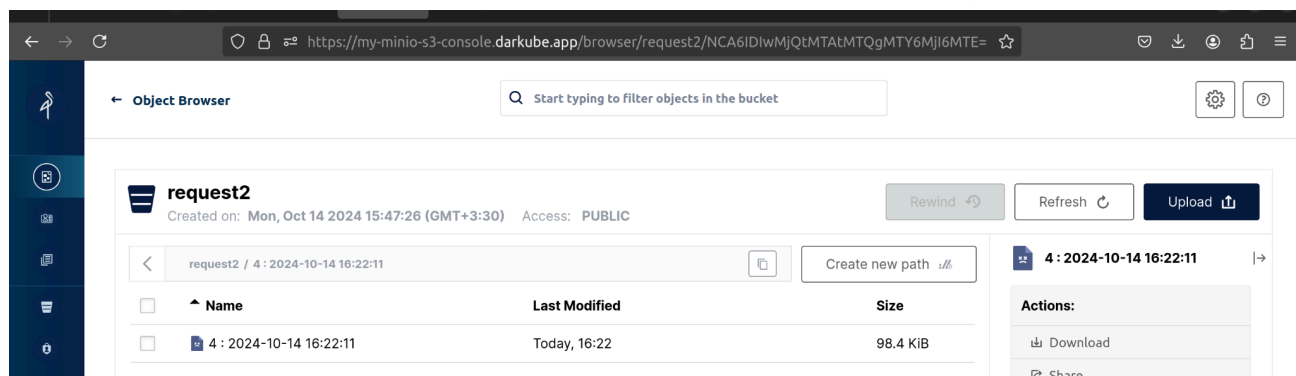 https://my-minio-s3-console.darkube.app/browser/request2/NCA6IDIwMjQtMTAtMTQgMTY6MjI6MTE=
← Object Browser
Start typing to filter objects in the bucket
request2
Created on: Mon, Oct 14 2024 15:47:26 (GMT+3:30) Access: PUBLIC
Rewind
Refresh
Upload
request2 / 4 : 2024-10-14 16:22:11
Create new path
4 : 2024-10-14 16:22:11
Name
Last Modified
Size
Actions:
4 : 2024-10-14 16:22:11
Today, 16:22
98.4 KiB
Download
Share